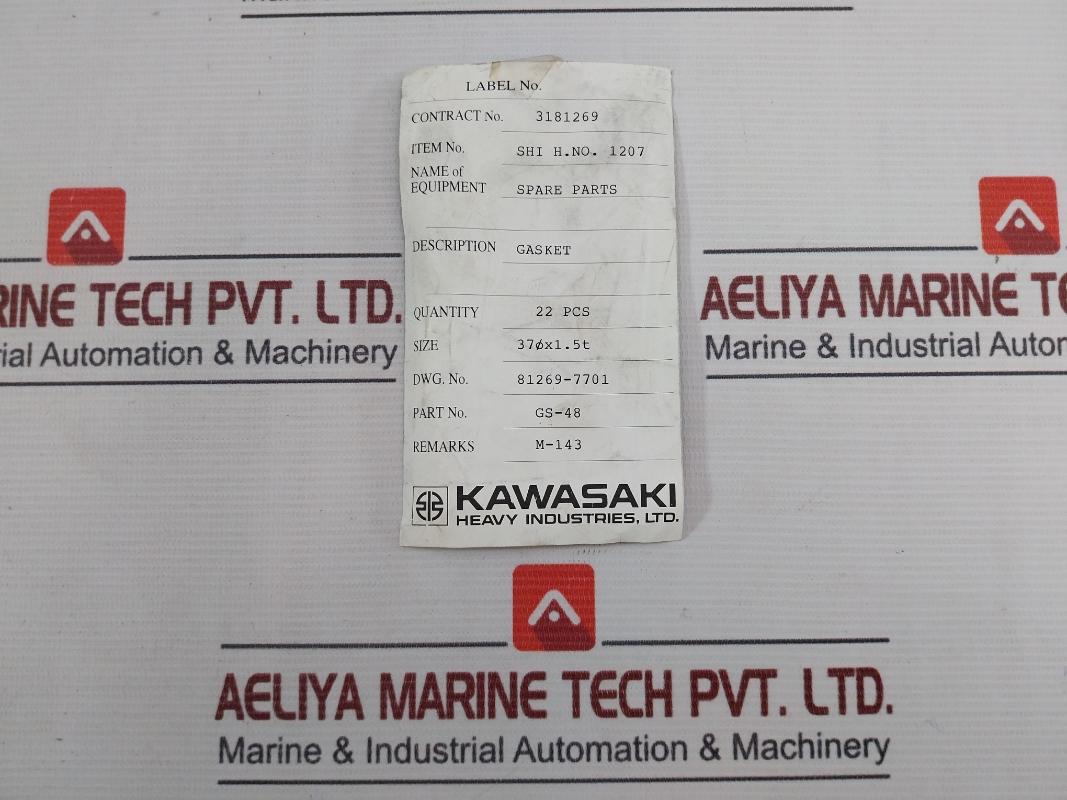 LABEL No.
CONTRACT No. 3181269
ITEM No. SHI H.NO. 1207
NAME of
EQUIPMENT SPARE PARTS
DESCRIPTION GASKET
QUANTITY 22 PCS
SIZE 37øx1.5t
DWG. No. 81269-7701
PART No. GS-48
REMARKS M-143
KAWASAKI
HEAVY INDUSTRIES, LTD.
RINE TECH PVT. LTD.
rial Automation & Machinery
AELIYA MARINE TE
Marine & Industrial Autom
AELIYA MARINE TECH PVT. LTD.
Marine & Industrial Automation & Machinery